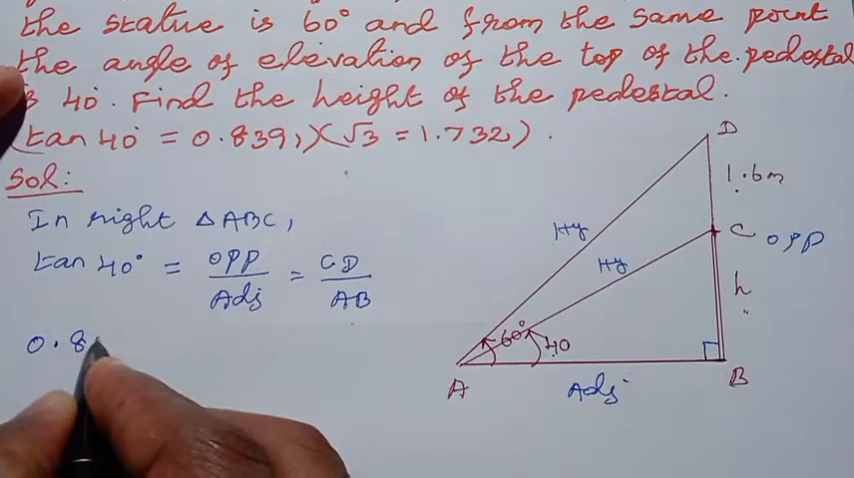 the statue is 60° and from the same point
the angle of elevation of the top of the pedestal
is 40°. Find the height of the pedestal.
(tan 40° = 0.839,)(√3 = 1.732).
Sol:
In right △ABC,
tan 40° = OPP/Adj = CD/AB
0.8
D
1.6m
C OPP
Hy
Hy
h
60°
40
A
Adj
B